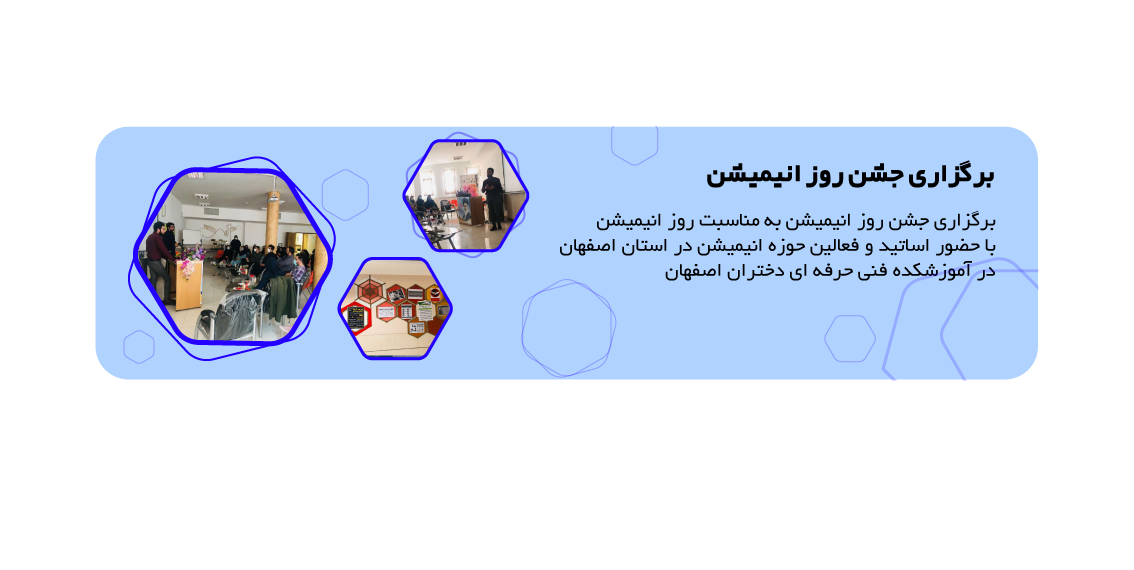 برگزاری جشن روز انیمیشن
برگزاری جشن روز انیمیشن به مناسبت روز انیمیشن
با حضور اساتید و فعالین حوزه انیمیشن در استان اصفهان
در آموزشکده فنی حرفه ای دختران اصفهان